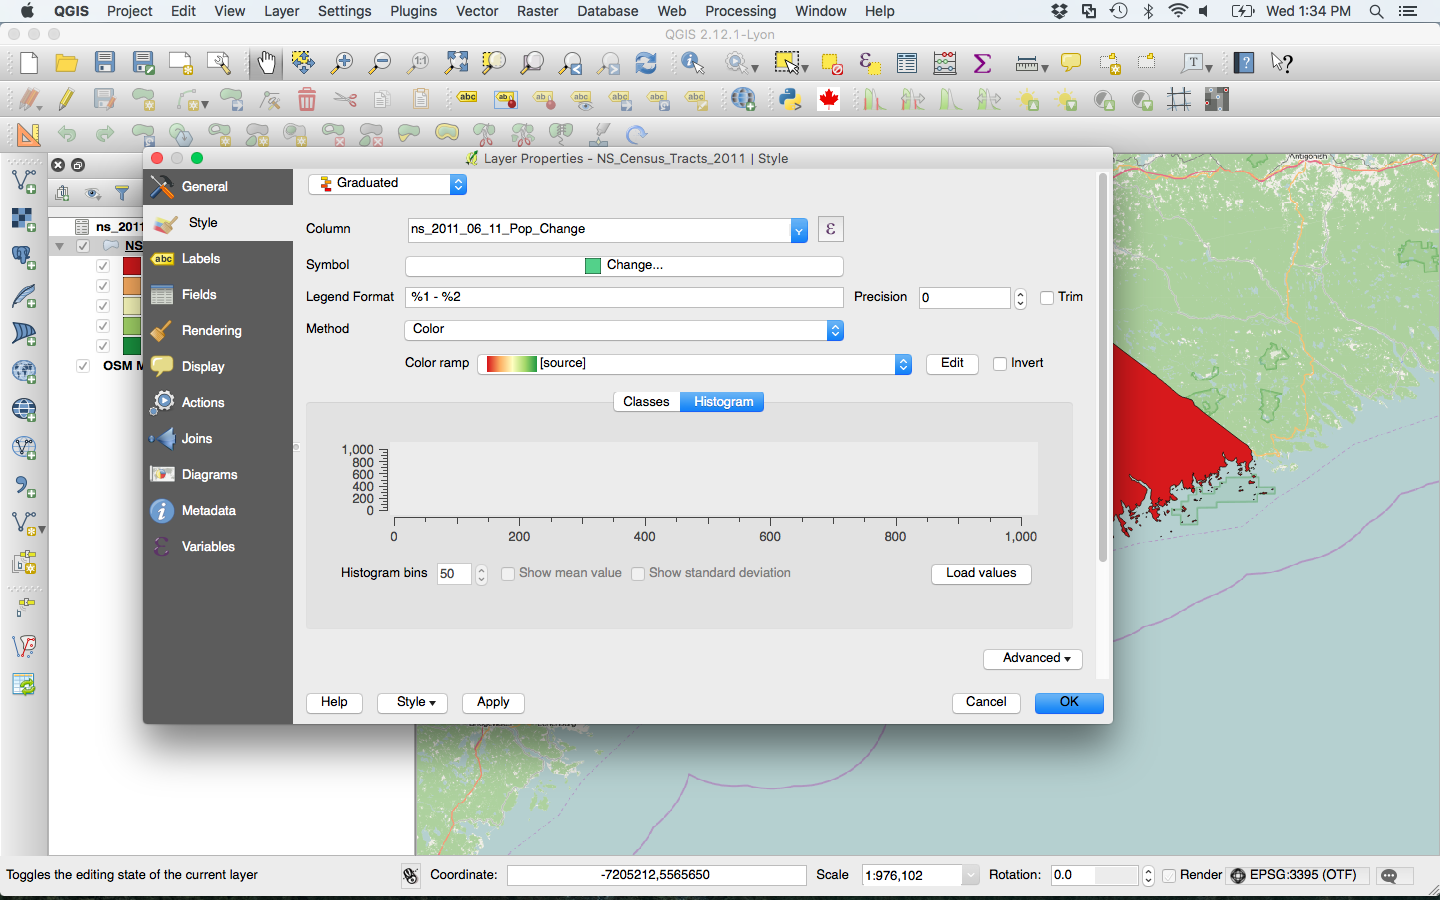 QGIS Project Edit View Layer Settings Plugins Vector Raster Database Web Processing Window Help Wed 1:34 PM
QGIS 2.12.1-Lyon
Layer Properties - NS_Census_Tracts_2011 | Style
Antigonish
General
Style
Labels
Fields
Rendering
Display
Actions
Joins
Diagrams
Metadata
Variables
ns_2011
NS
OSM M
Graduated
Column ns_2011_06_11_Pop_Change ε
Symbol Change...
Legend Format %1 - %2 Precision 0 Trim
Method Color
Color ramp [source] Edit Invert
Classes Histogram
1,000
800
600
400
200
0
0 200 400 600 800 1,000
Histogram bins 50 Show mean value Show standard deviation Load values
Advanced
Help Style Apply Cancel OK
Toggles the editing state of the current layer Coordinate: -7205212,5565650 Scale 1:976,102 Rotation: 0.0 Render EPSG:3395 (OTF)